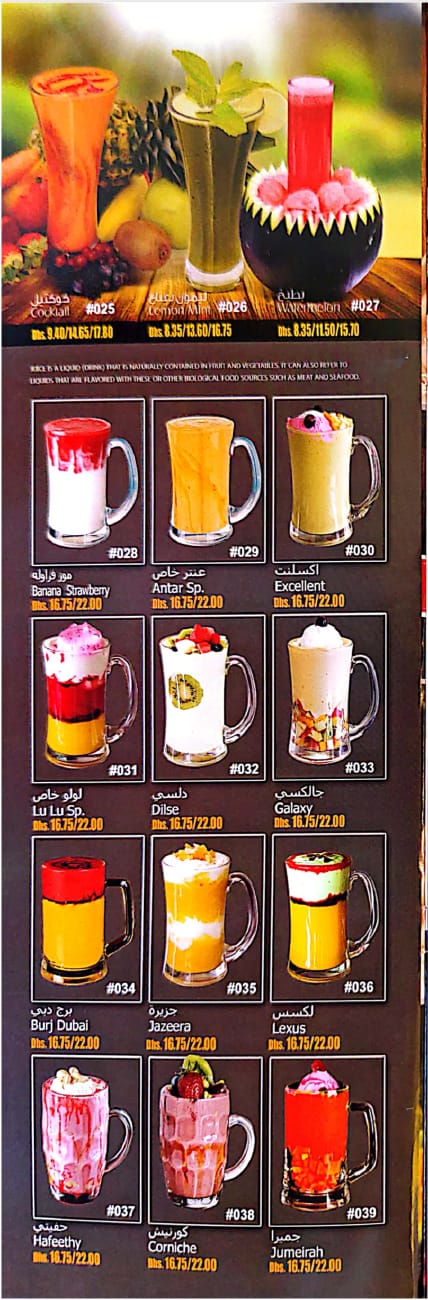 كوكتيل
Cocktail #025
Dhs. 9.40/14.65/17.80
ليمون نعناع
Lemon Mint #026
Dhs. 8.35/13.60/16.75
بطيخ
Watermelon #027
Dhs. 8.35/11.50/15.70
JUICE IS A LIQUID (DRINK) THAT IS NATURALLY CONTAINED IN FRUIT AND VEGETABLES. IT CAN ALSO REFER TO
LIQUIDS THAT ARE FLAVORED WITH THESE OR OTHER BIOLOGICAL FOOD SOURCES SUCH AS MEAT AND SEAFOOD.
#028
موز فراوله
Banana Strawberry
Dhs. 16.75/22.00
#029
عنتر خاص
Antar Sp.
Dhs. 16.75/22.00
#030
اكسلنت
Excellent
Dhs. 16.75/22.00
#031
لولو خاص
Lu Lu Sp.
Dhs. 16.75/22.00
#032
دلسي
Dilse
Dhs. 16.75/22.00
#033
جالكسي
Galaxy
Dhs. 16.75/22.00
#034
برج دبي
Burj Dubai
Dhs. 16.75/22.00
#035
جزيرة
Jazeera
Dhs. 16.75/22.00
#036
لكسس
Lexus
Dhs. 16.75/22.00
#037
حفيتي
Hafeethy
Dhs. 16.75/22.00
#038
كورنيش
Corniche
Dhs. 16.75/22.00
#039
جميرا
Jumeirah
Dhs. 16.75/22.00